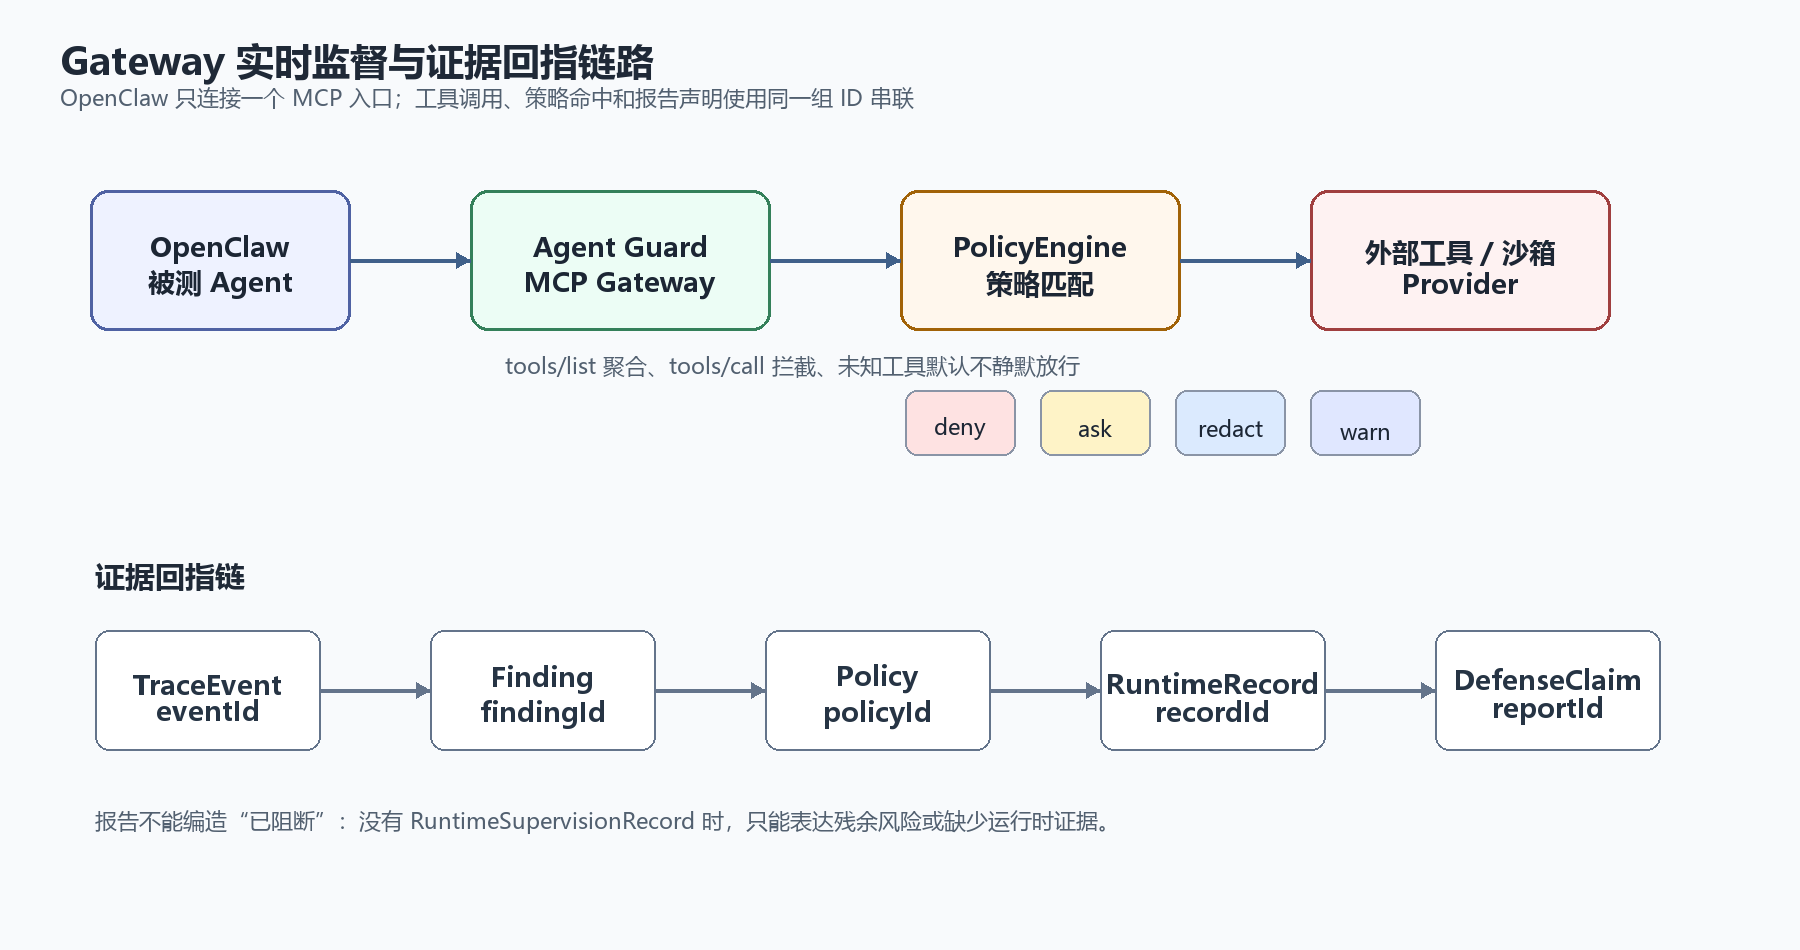 Gateway 实时监督与证据回指链路
OpenClaw 只连接一个 MCP 入口；工具调用、策略命中和报告声明使用同一组 ID 串联
OpenClaw
被测 Agent
Agent Guard
MCP Gateway
PolicyEngine
策略匹配
外部工具 / 沙箱
Provider
tools/list 聚合、tools/call 拦截、未知工具默认不静默放行
deny
ask
redact
warn
证据回指链
TraceEvent
eventId
Finding
findingId
Policy
policyId
RuntimeRecord
recordId
DefenseClaim
reportId
报告不能编造“已阻断”：没有 RuntimeSupervisionRecord 时，只能表达残余风险或缺少运行时证据。